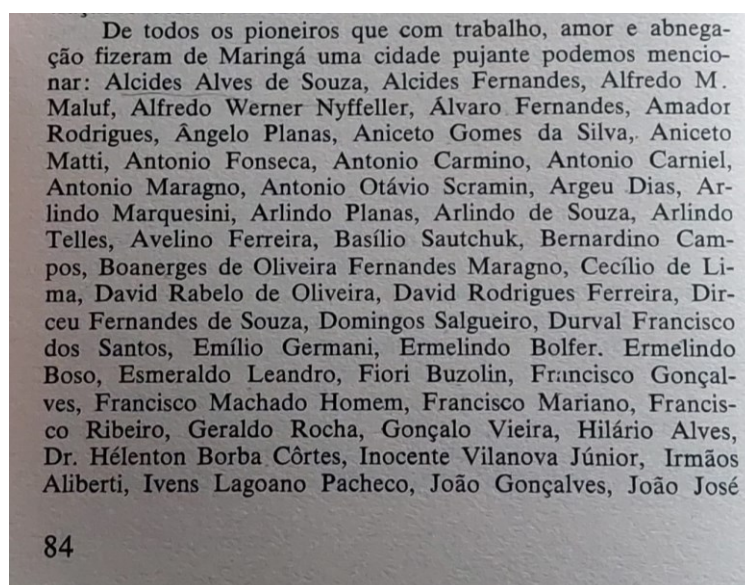 De todos os pioneiros que com trabalho, amor e abnega-
ção fizeram de Maringá uma cidade pujante podemos mencio-
nar: Alcides Alves de Souza, Alcides Fernandes, Alfredo M.
Maluf, Alfredo Werner Nyffeller, Álvaro Fernandes, Amador
Rodrigues, Ângelo Planas, Aniceto Gomes da Silva, Aniceto
Matti, Antonio Fonseca, Antonio Carmino, Antonio Carniel,
Antonio Maragno, Antonio Otávio Scramin, Argeu Dias, Ar-
lindo Marquesini, Arlindo Planas, Arlindo de Souza, Arlindo
Telles, Avelino Ferreira, Basílio Sautchuk, Bernardino Cam-
pos, Boanerges de Oliveira Fernandes Maragno, Cecílio de Li-
ma, David Rabelo de Oliveira, David Rodrigues Ferreira, Dir-
ceu Fernandes de Souza, Domingos Salgueiro, Durval Francisco
dos Santos, Emílio Germani, Ermelindo Bolfer. Ermelindo
Boso, Esmeraldo Leandro, Fiori Buzolin, Francisco Gonçal-
ves, Francisco Machado Homem, Francisco Mariano, Francis-
co Ribeiro, Geraldo Rocha, Gonçalo Vieira, Hilário Alves,
Dr. Hélenton Borba Côrtes, Inocente Vilanova Júnior, Irmãos
Aliberti, Ivens Lagoano Pacheco, João Gonçalves, João José
84